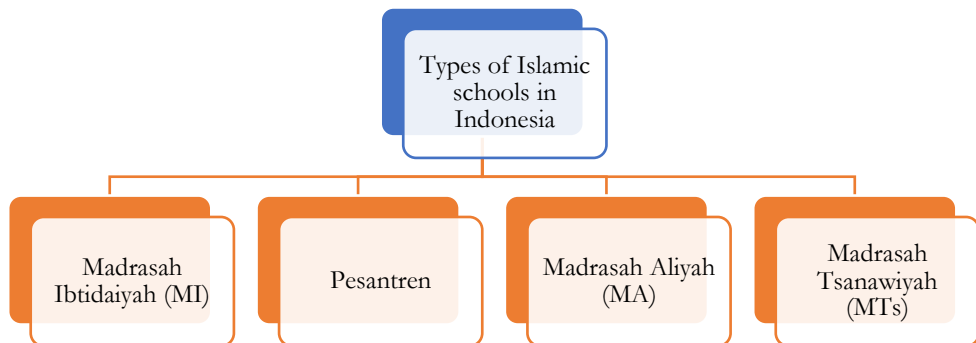 Types of Islamic
schools in
Indonesia
Madrasah
Ibtidaiyah (MI)
Pesantren
Madrasah Aliyah
(MA)
Madrasah
Tsanawiyah
(MTs)